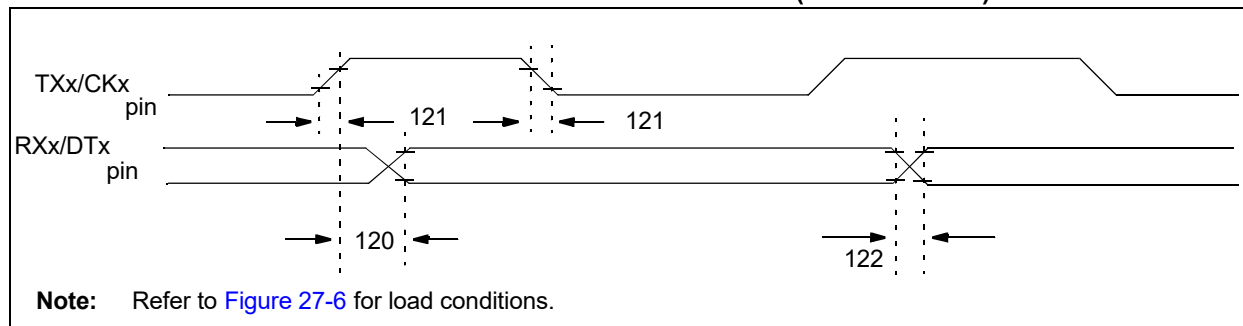 TXx/CKx
pin
121
121
RXx/DTx
pin
120
122
Note: Refer to Figure 27-6 for load conditions.